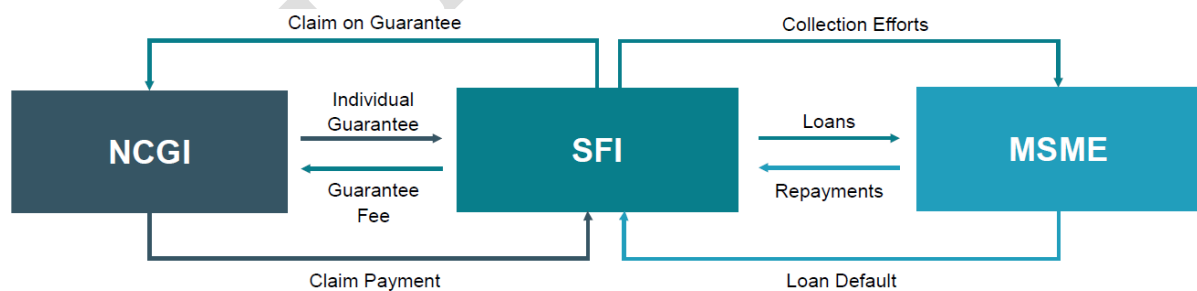 Claim on Guarantee
Collection Efforts
Individual
Guarantee
Loans
NCGI
SFI
MSME
Guarantee
Fee
Repayments
Claim Payment
Loan Default